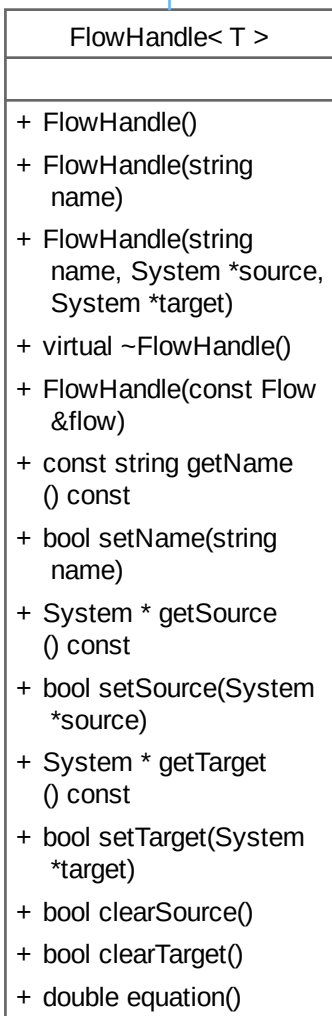 FlowHandle< T >
+ FlowHandle()
+ FlowHandle(string
name)
+ FlowHandle(string
name, System *source,
System *target)
+ virtual ~FlowHandle()
+ FlowHandle(const Flow
&flow)
+ const string getName
() const
+ bool setName(string
name)
+ System * getSource
() const
+ bool setSource(System
*source)
+ System * getTarget
() const
+ bool setTarget(System
*target)
+ bool clearSource()
+ bool clearTarget()
+ double equation()